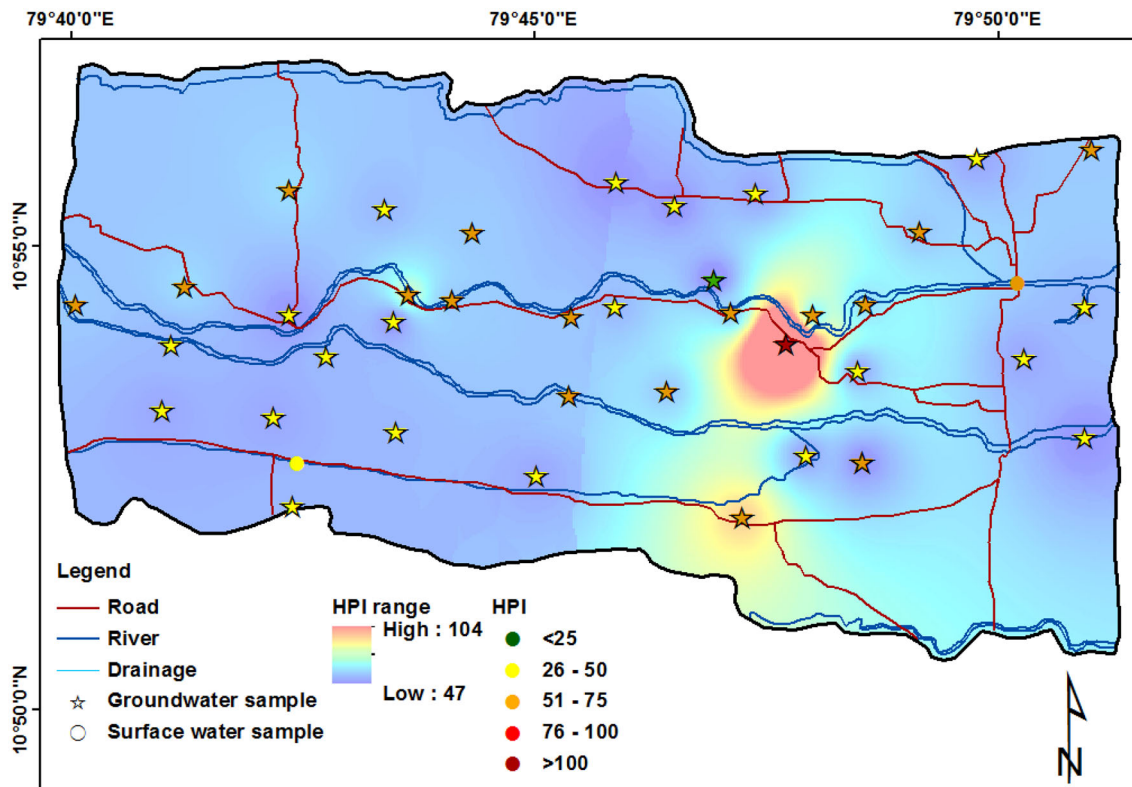 79°40'0"E 79°45'0"E 79°50'0"E
10°55'0"N
10°50'0"N
Legend
Road
River
Drainage
Groundwater sample
Surface water sample
HPI range
High : 104
Low : 47
HPI
<25
26 - 50
51 - 75
76 - 100
>100
N